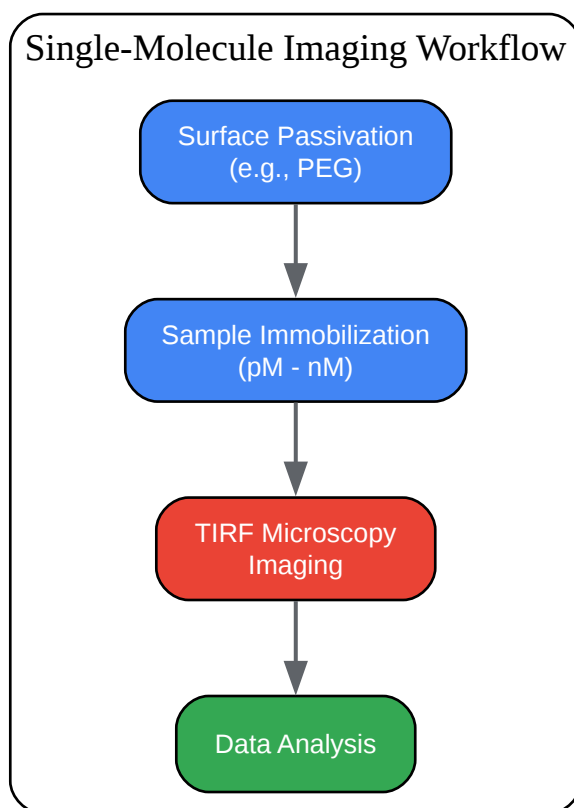 Single-Molecule Imaging Workflow
Surface Passivation
(e.g., PEG)
Sample Immobilization
(pM - nM)
TIRF Microscopy
Imaging
Data Analysis